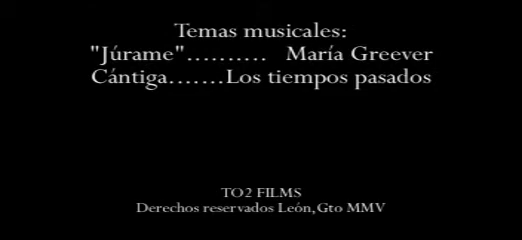 Temas musicales:
"Júrame".......... María Greever
Cántiga.......Los tiempos pasados
TO2 FILMS
Derechos reservados León,Gto MMV